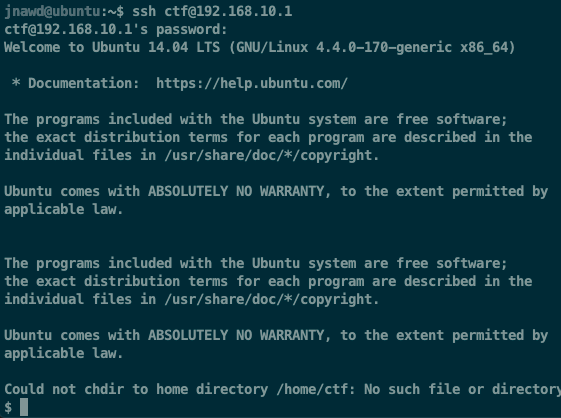 jnawd@ubuntu:~$ ssh ctf@192.168.10.1
ctf@192.168.10.1's password:
Welcome to Ubuntu 14.04 LTS (GNU/Linux 4.4.0-170-generic x86_64)
* Documentation:  https://help.ubuntu.com/
The programs included with the Ubuntu system are free software;
the exact distribution terms for each program are described in the
individual files in /usr/share/doc/*/copyright.
Ubuntu comes with ABSOLUTELY NO WARRANTY, to the extent permitted by
applicable law.
The programs included with the Ubuntu system are free software;
the exact distribution terms for each program are described in the
individual files in /usr/share/doc/*/copyright.
Ubuntu comes with ABSOLUTELY NO WARRANTY, to the extent permitted by
applicable law.
Could not chdir to home directory /home/ctf: No such file or directory
$